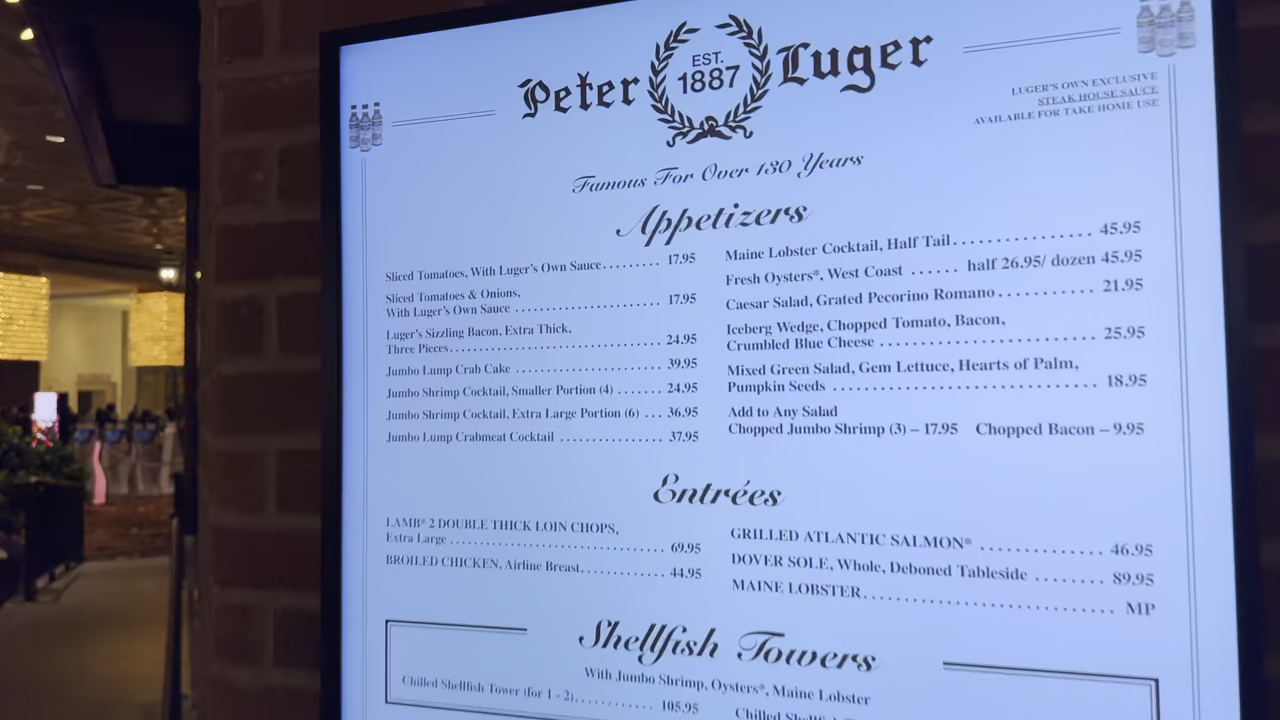 Peter Luger
EST.
1887
LUGER'S OWN EXCLUSIVE
STEAK HOUSE SAUCE
AVAILABLE FOR TAKE HOME USE
Famous For Over 130 Years
Appetizers
Sliced Tomatoes, With Luger's Own Sauce........ 17.95
Sliced Tomatoes & Onions,
With Luger's Own Sauce ........................ 17.95
Luger's Sizzling Bacon, Extra Thick,
Three Pieces................................... 24.95
Jumbo Lump Crab Cake ........................ 39.95
Jumbo Shrimp Cocktail, Smaller Portion (4) ....... 24.95
Jumbo Shrimp Cocktail, Extra Large Portion (6) ... 36.95
Jumbo Lump Crabmeat Cocktail ................ 37.95
Maine Lobster Cocktail, Half Tail............... 45.95
Fresh Oysters*, West Coast ...... half 26.95/ dozen 45.95
Caesar Salad, Grated Pecorino Romano.......... 21.95
Iceberg Wedge, Chopped Tomato, Bacon,
Crumbled Blue Cheese .......................... 25.95
Mixed Green Salad, Gem Lettuce, Hearts of Palm,
Pumpkin Seeds ................................ 18.95
Add to Any Salad
Chopped Jumbo Shrimp (3) – 17.95 Chopped Bacon – 9.95
Entrées
LAMB* 2 DOUBLE THICK LOIN CHOPS,
Extra Large .................................. 69.95
BROILED CHICKEN, Airline Breast............. 44.95
GRILLED ATLANTIC SALMON* ............... 46.95
DOVER SOLE, Whole, Deboned Tableside ........ 89.95
MAINE LOBSTER............................. MP
Shellfish Towers
With Jumbo Shrimp, Oysters*, Maine Lobster
Chilled Shellfish Tower (for 1 - 2)............ 105.95
Chilled